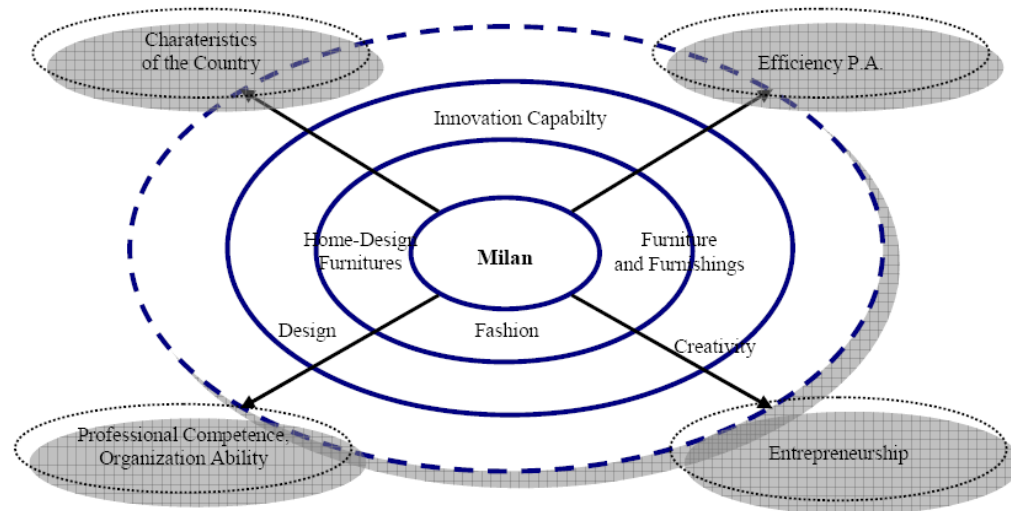 Charateristics
of the Country
Efficiency P.A.
Innovation Capabilty
Home-Design
Furnitures
Milan
Furniture
and Furnishings
Design
Fashion
Creativity
Professional Competence,
Organization Ability
Entrepreneurship